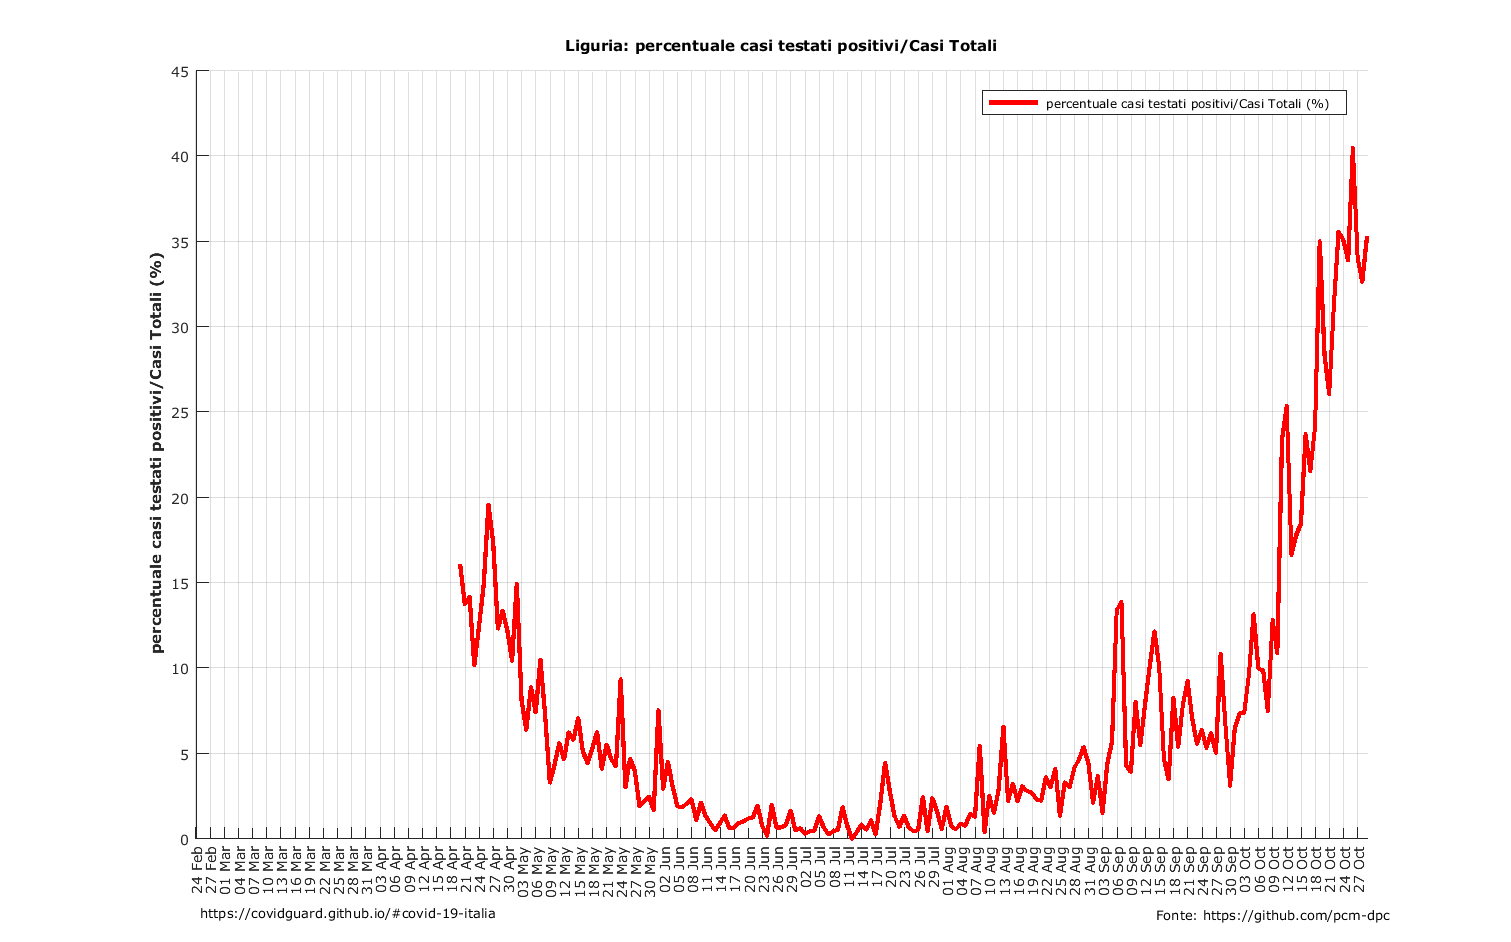 Liguria: percentuale casi testati positivi/Casi Totali
percentuale casi testati positivi/Casi Totali (%)
percentuale casi testati positivi/Casi Totali (%)
45
40
35
30
25
20
15
10
5
0
24 Feb
27 Feb
01 Mar
04 Mar
07 Mar
10 Mar
13 Mar
16 Mar
19 Mar
22 Mar
25 Mar
28 Mar
31 Mar
03 Apr
06 Apr
09 Apr
12 Apr
15 Apr
18 Apr
21 Apr
24 Apr
27 Apr
30 Apr
03 May
06 May
09 May
12 May
15 May
18 May
21 May
24 May
27 May
30 May
02 Jun
05 Jun
08 Jun
11 Jun
14 Jun
17 Jun
20 Jun
23 Jun
26 Jun
29 Jun
02 Jul
05 Jul
08 Jul
11 Jul
14 Jul
17 Jul
20 Jul
23 Jul
26 Jul
29 Jul
01 Aug
04 Aug
07 Aug
10 Aug
13 Aug
16 Aug
19 Aug
22 Aug
25 Aug
28 Aug
31 Aug
03 Sep
06 Sep
09 Sep
12 Sep
15 Sep
18 Sep
21 Sep
24 Sep
27 Sep
30 Sep
03 Oct
06 Oct
09 Oct
12 Oct
15 Oct
18 Oct
21 Oct
24 Oct
27 Oct
https://covidguard.github.io/#covid-19-italia
Fonte: https://github.com/pcm-dpc